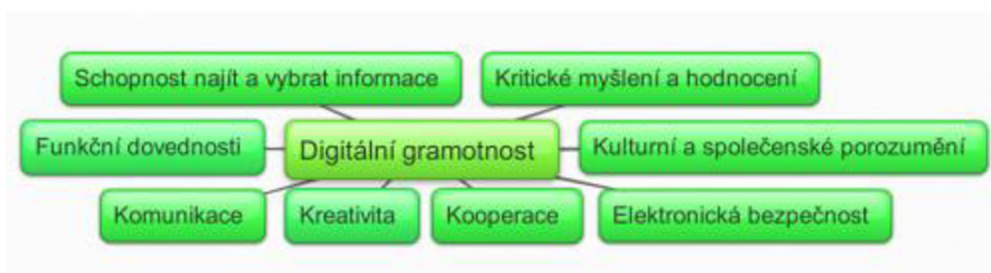 Schopnost najít a vybrat informace
Kritické myšlení a hodnocení
Funkční dovednosti
Digitální gramotnost
Kulturní a společenské porozumění
Komunikace
Kreativita
Kooperace
Elektronická bezpečnost